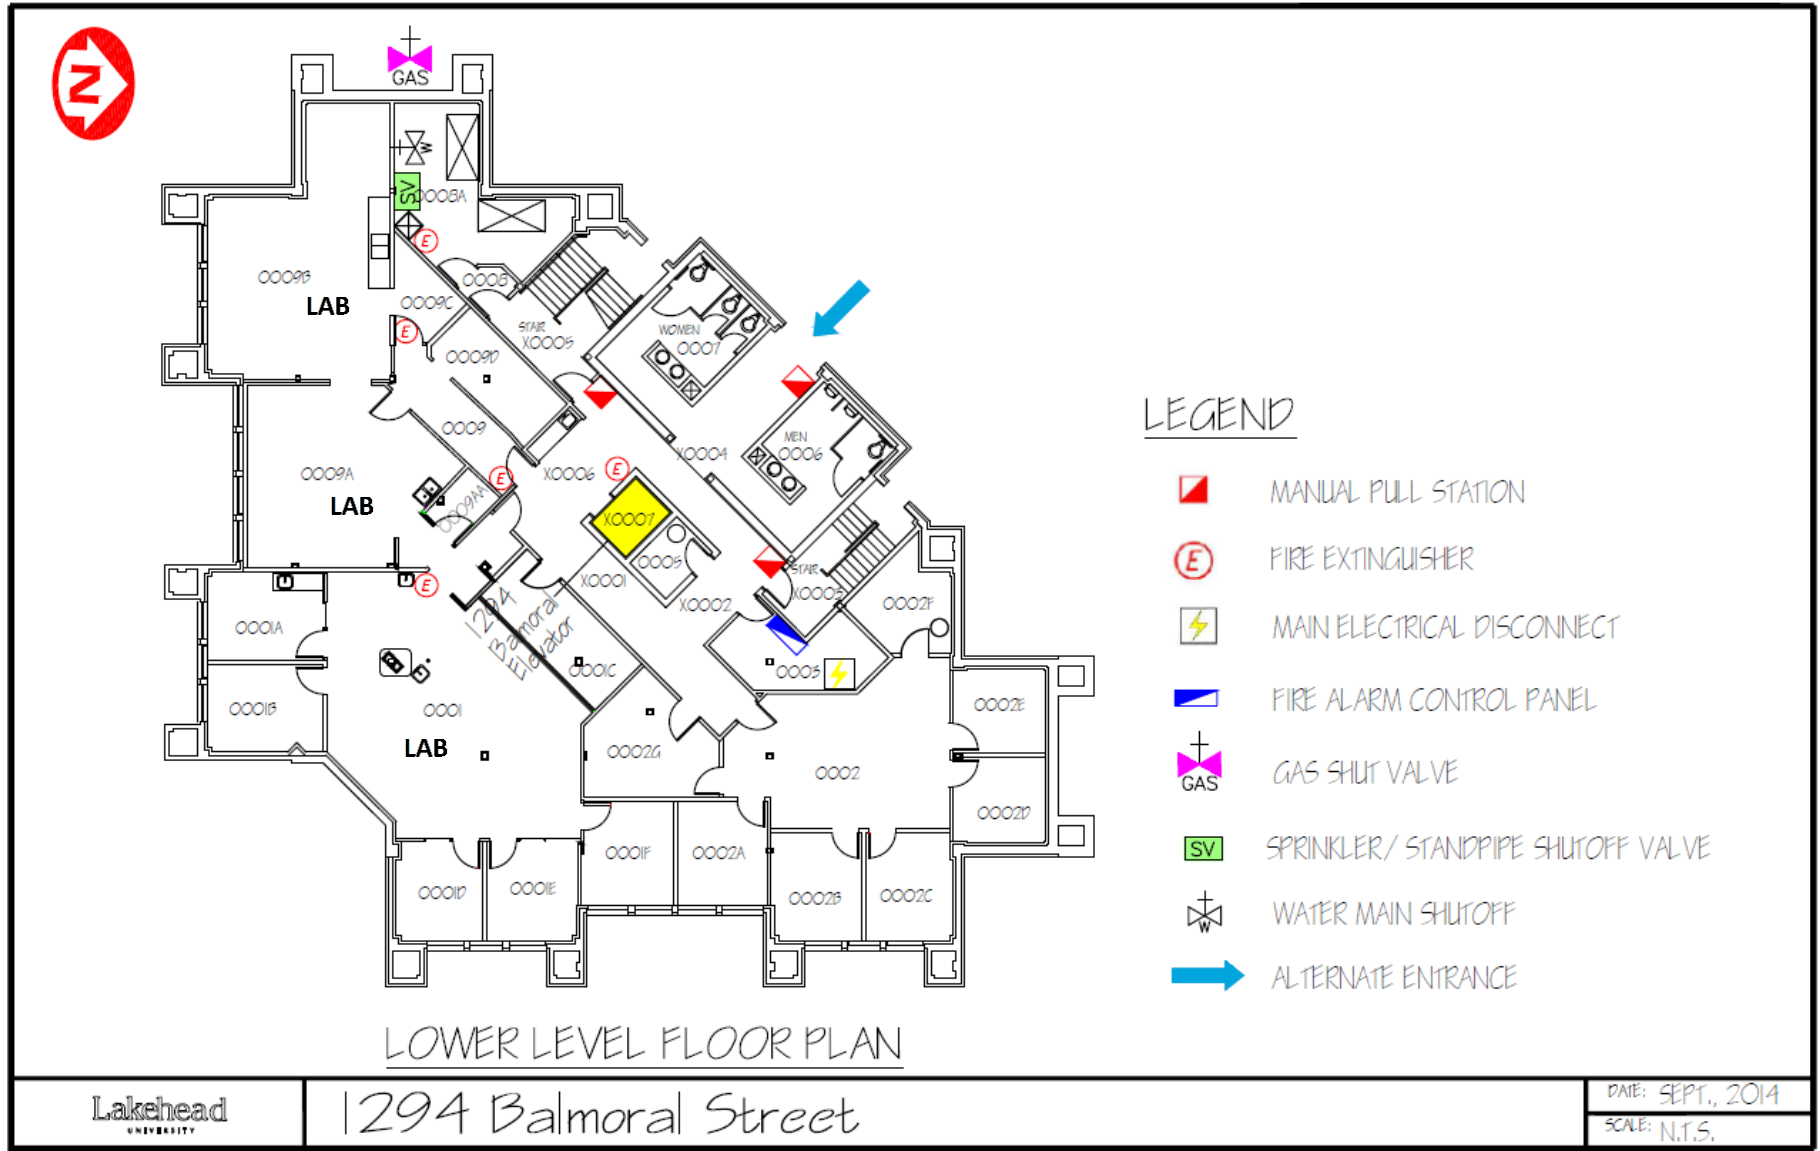 N
GAS
W
SV
0008A
E
0009B
LAB
0009C
0008
E
STAIR
X0005
WOMEN
0007
0009D
0009
MEN
0006
X0004
X0006
E
0009A
LAB
E
0009AA
X0007
0005
STAIR
X0003
X0001
X0002
E
0002F
1294
Balmoral
Elevator
0001A
0001C
0003
0001B
0001
LAB
0002G
0002
0002E
0002D
0001F
0002A
0001D
0001E
0002B
0002C
LEGEND
MANUAL PULL STATION
E FIRE EXTINGUISHER
MAIN ELECTRICAL DISCONNECT
FIRE ALARM CONTROL PANEL
GAS GAS SHUT VALVE
SV SPRINKLER/ STANDPIPE SHUTOFF VALVE
W WATER MAIN SHUTOFF
ALTERNATE ENTRANCE
LOWER LEVEL FLOOR PLAN
Lakehead
UNIVERSITY
1294 Balmoral Street
DATE: SEPT., 2014
SCALE: N.T.S.